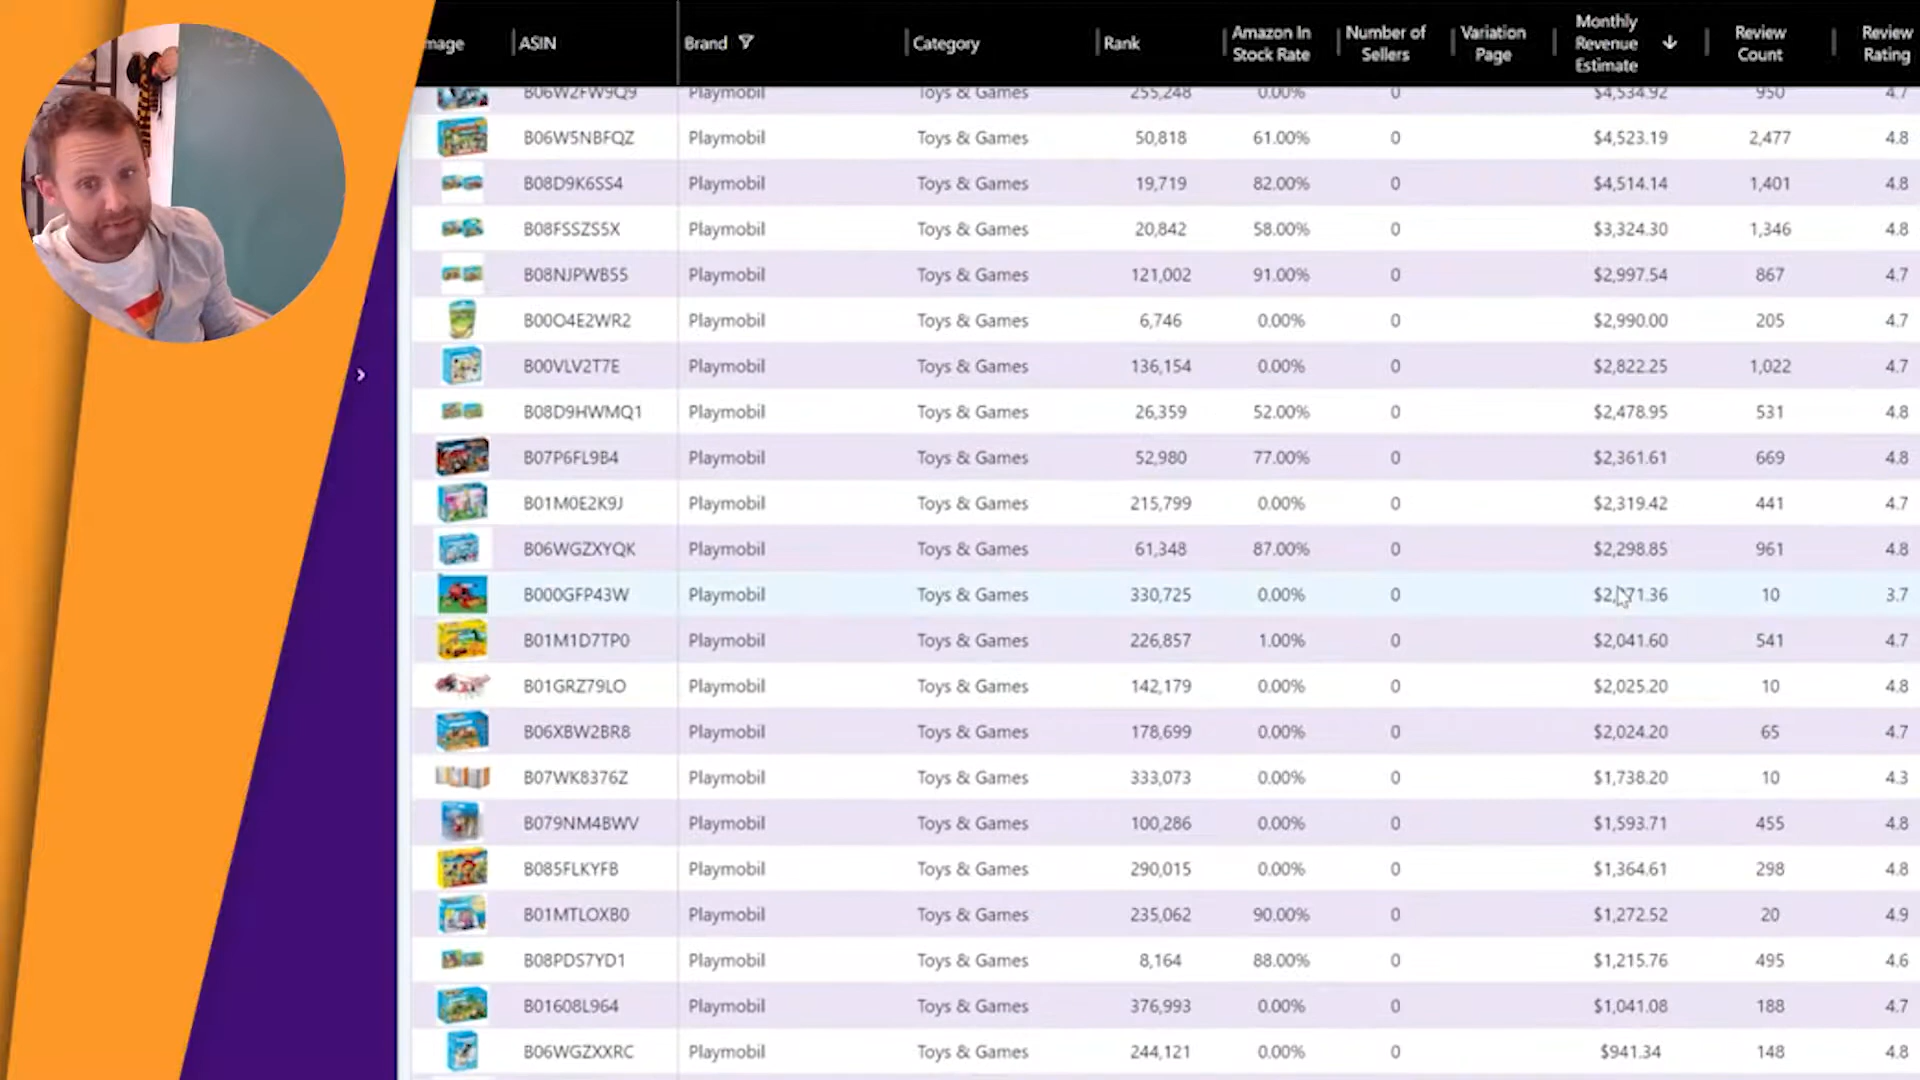 mage ASIN Brand Category Rank Amazon In Stock Rate Number of Sellers Variation Page Monthly Revenue Estimate Review Count Review Rating
B06W2FW9Q9 Playmobil Toys & Games 255,248 0.00% 0 $4,534.92 950 4.7
B06W5NBFQZ Playmobil Toys & Games 50,818 61.00% 0 $4,523.19 2,477 4.8
B08D9K6SS4 Playmobil Toys & Games 19,719 82.00% 0 $4,514.14 1,401 4.8
B08FSSZS5X Playmobil Toys & Games 20,842 58.00% 0 $3,324.30 1,346 4.8
B08NJPWB55 Playmobil Toys & Games 121,002 91.00% 0 $2,997.54 867 4.7
B00O4E2WR2 Playmobil Toys & Games 6,746 0.00% 0 $2,990.00 205 4.7
B00VLV2T7E Playmobil Toys & Games 136,154 0.00% 0 $2,822.25 1,022 4.7
B08D9HWMQ1 Playmobil Toys & Games 26,359 52.00% 0 $2,478.95 531 4.8
B07P6FL9B4 Playmobil Toys & Games 52,980 77.00% 0 $2,361.61 669 4.8
B01M0E2K9J Playmobil Toys & Games 215,799 0.00% 0 $2,319.42 441 4.7
B06WGZXYQK Playmobil Toys & Games 61,348 87.00% 0 $2,298.85 961 4.8
B000GFP43W Playmobil Toys & Games 330,725 0.00% 0 10 3.7
B01M1D7TP0 Playmobil Toys & Games 226,857 1.00% 0 $2,041.60 541 4.7
B01GRZ79LO Playmobil Toys & Games 142,179 0.00% 0 $2,025.20 10 4.8
B06XBW2BR8 Playmobil Toys & Games 178,699 0.00% 0 $2,024.20 65 4.7
B07WK8376Z Playmobil Toys & Games 333,073 0.00% 0 $1,738.20 10 4.3
B079NM4BWV Playmobil Toys & Games 100,286 0.00% 0 $1,593.71 455 4.8
B085FLKYFB Playmobil Toys & Games 290,015 0.00% 0 $1,364.61 298 4.8
B01MTLOXB0 Playmobil Toys & Games 235,062 90.00% 0 $1,272.52 20 4.9
B08PDS7YD1 Playmobil Toys & Games 8,164 88.00% 0 $1,215.76 495 4.6
B01608L964 Playmobil Toys & Games 376,993 0.00% 0 $1,041.08 188 4.7
B06WGZXXRC Playmobil Toys & Games 244,121 0.00% 0 $941.34 148 4.8